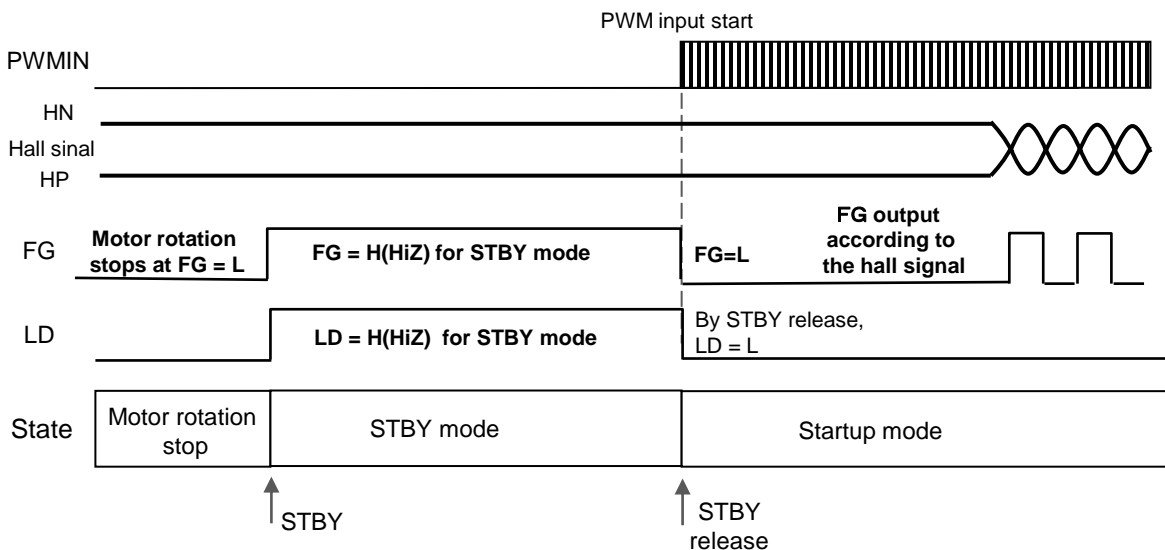 PWM input start
PWMIN
HN
Hall sinal
HP
FG
Motor rotation
stops at FG = L
FG = H(HiZ) for STBY mode
FG=L
FG output
according to
the hall signal
LD
LD = H(HiZ) for STBY mode
By STBY release,
LD = L
State
Motor rotation
stop
STBY mode
Startup mode
STBY
STBY
release